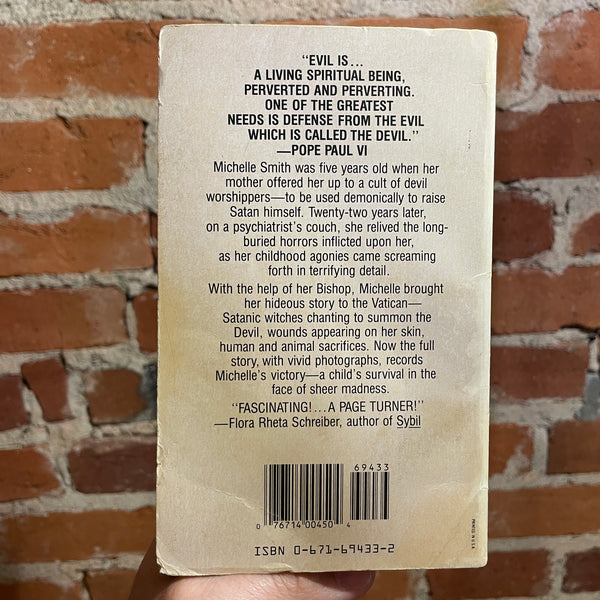 "EVIL IS...
A LIVING SPIRITUAL BEING,
PERVERTED AND PERVERTING.
ONE OF THE GREATEST
NEEDS IS DEFENSE FROM THE EVIL
WHICH IS CALLED THE DEVIL."
—POPE PAUL VI
Michelle Smith was five years old when her
mother offered her up to a cult of devil
worshippers—to be used demonically to raise
Satan himself. Twenty-two years later,
on a psychiatrist's couch, she relived the long-
buried horrors inflicted upon her,
as her childhood agonies came screaming
forth in terrifying detail.
With the help of her Bishop, Michelle brought
her hideous story to the Vatican—
Satanic witches chanting to summon the
Devil, wounds appearing on her skin,
human and animal sacrifices. Now the full
story, with vivid photographs, records
Michelle's victory—a child's survival in the
face of sheer madness.
"FASCINATING!...A PAGE TURNER!"
—Flora Rheta Schreiber, author of Sybil
69433
0 76714 00450 4
ISBN 0-671-69433-2
PRINTED IN U.S.A.